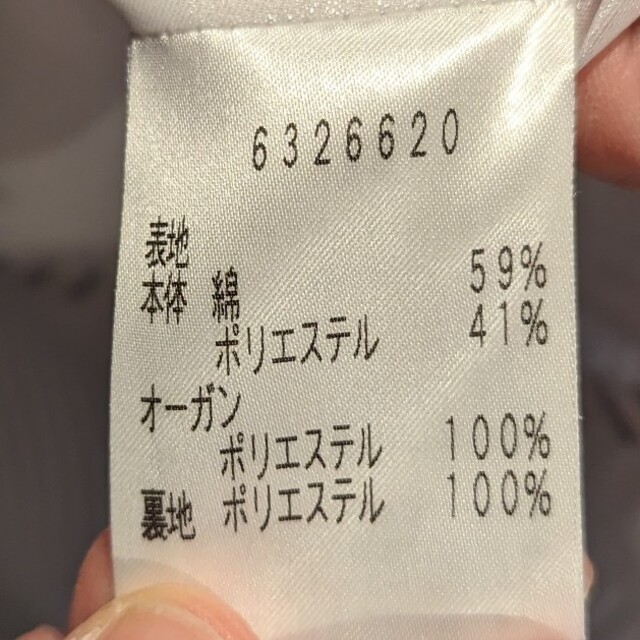 6326620
表地
本体 綿 59%
ポリエステル 41%
オーガン
ポリエステル 100%
裏地 ポリエステル 100%